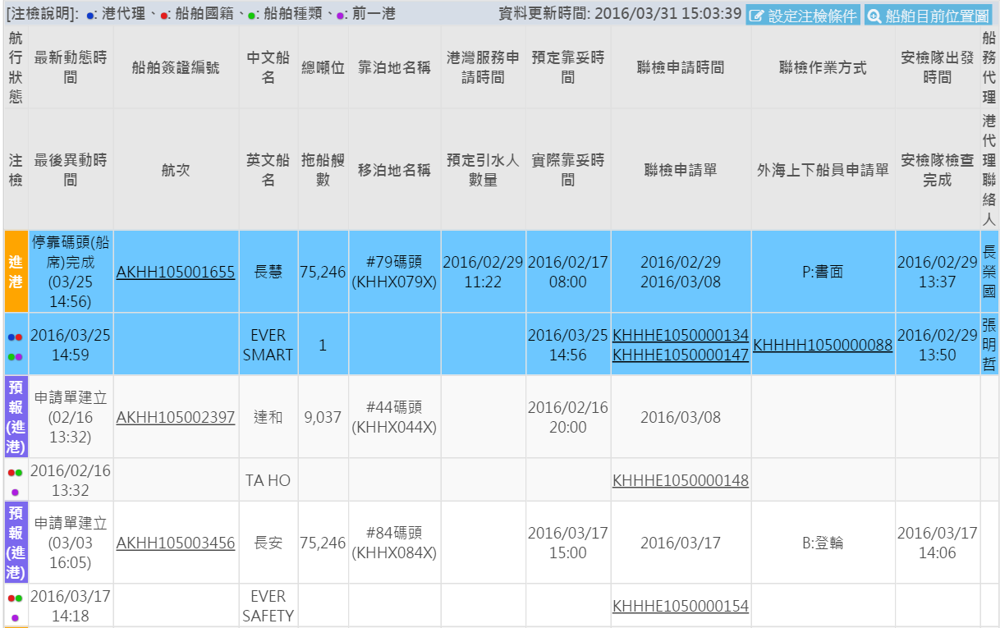 [注檢說明]: ●: 港代理、●: 船舶國籍、●: 船舶種類、●: 前一港 資料更新時間: 2016/03/31 15:03:39 設定注檢條件 船舶目前位置圖
航行狀態 最新動態時間 船舶簽證編號 中文船名 總噸位 靠泊地名稱 港灣服務申請時間 預定靠妥時間 聯檢申請時間 聯檢作業方式 安檢隊出發時間 船務代理
注檢 最後異動時間 航次 英文船名 拖船艘數 移泊地名稱 預定引水人數量 實際靠妥時間 聯檢申請單 外海上下船員申請單 安檢隊檢查完成 港代理聯絡人
進港 停靠碼頭(船席)完成 (03/25 14:56) AKHH105001655 長慧 75,246 #79碼頭 (KHHX079X) 2016/02/29 11:22 2016/02/17 08:00 2016/02/29 2016/03/08 P:書面 2016/02/29 13:37 長榮國
2016/03/25 14:59 EVER SMART 1 2016/03/25 14:56 KHHHE1050000134 KHHHE1050000147 KHHHH1050000088 2016/02/29 13:50 張明哲
預報(進港) 申請單建立 (02/16 13:32) AKHH105002397 達和 9,037 #44碼頭 (KHHX044X) 2016/02/16 20:00 2016/03/08
2016/02/16 13:32 TA HO KHHHE1050000148
預報(進港) 申請單建立 (03/03 16:05) AKHH105003456 長安 75,246 #84碼頭 (KHHX084X) 2016/03/17 15:00 2016/03/17 B:登輪 2016/03/17 14:06
2016/03/17 14:18 EVER SAFETY KHHHE1050000154